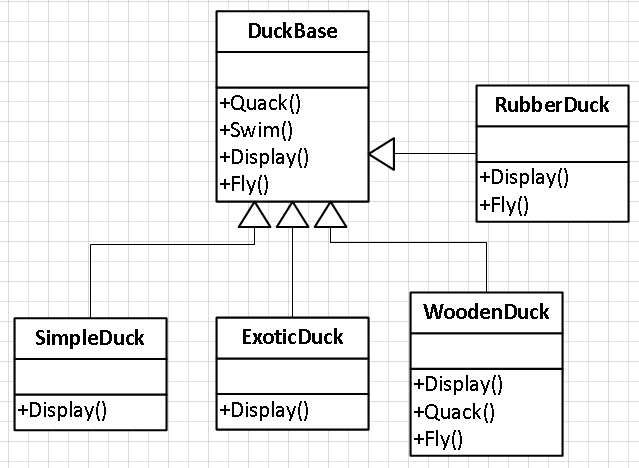 DuckBase
+Quack()
+Swim()
+Display()
+Fly()
RubberDuck
+Display()
+Fly()
SimpleDuck
+Display()
ExoticDuck
+Display()
WoodenDuck
+Display()
+Quack()
+Fly()